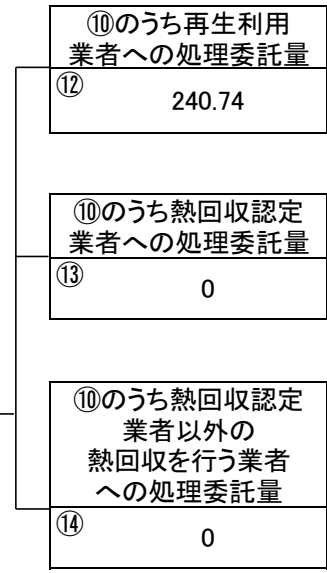 ⑩のうち再生利用
業者への処理委託量
⑫
240.74
⑩のうち熱回収認定
業者への処理委託量
⑬
0
⑩のうち熱回収認定
業者以外の
熱回収を行う業者
への処理委託量
⑭
0